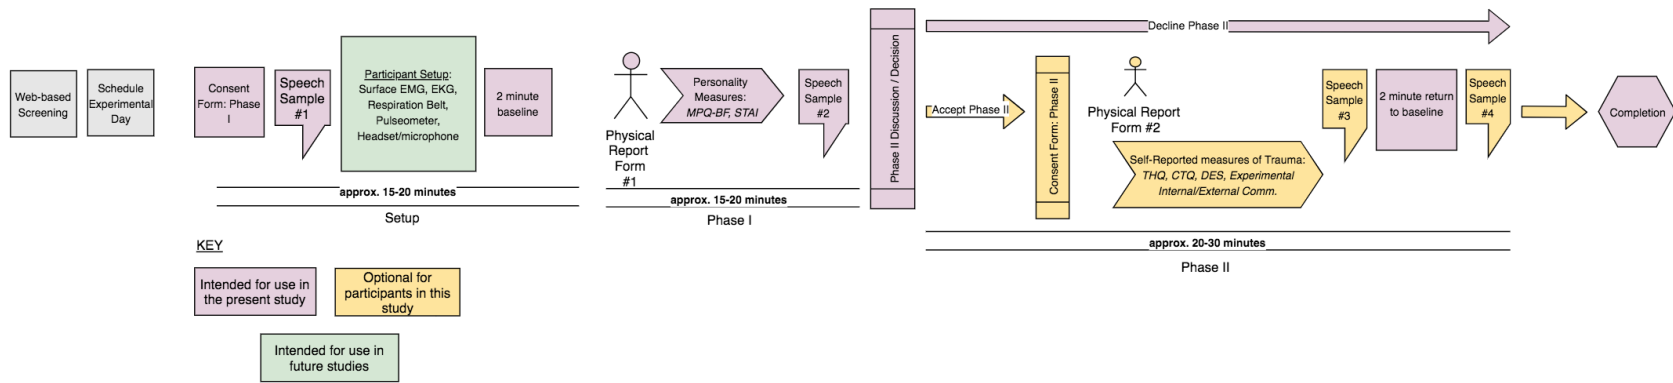 Web-based
Screening
Schedule
Experimental
Day
Consent
Form: Phase
I
Speech
Sample
#1
Participant Setup:
Surface EMG, EKG,
Respiration Belt,
Pulseometer,
Headset/microphone
2 minute
baseline
approx. 15-20 minutes
Setup
Physical
Report
Form
#1
Personality
Measures:
MPQ-BF, STAI
Speech
Sample
#2
approx. 15-20 minutes
Phase I
Phase II Discussion / Decision
Decline Phase II
Accept Phase II
Consent Form: Phase II
Physical Report
Form #2
Self-Reported measures of Trauma:
THQ, CTQ, DES, Experimental
Internal/External Comm.
Speech
Sample
#3
2 minute return
to baseline
Speech
Sample
#4
Completion
approx. 20-30 minutes
Phase II
KEY
Intended for use in
the present study
Optional for
participants in this
study
Intended for use in
future studies